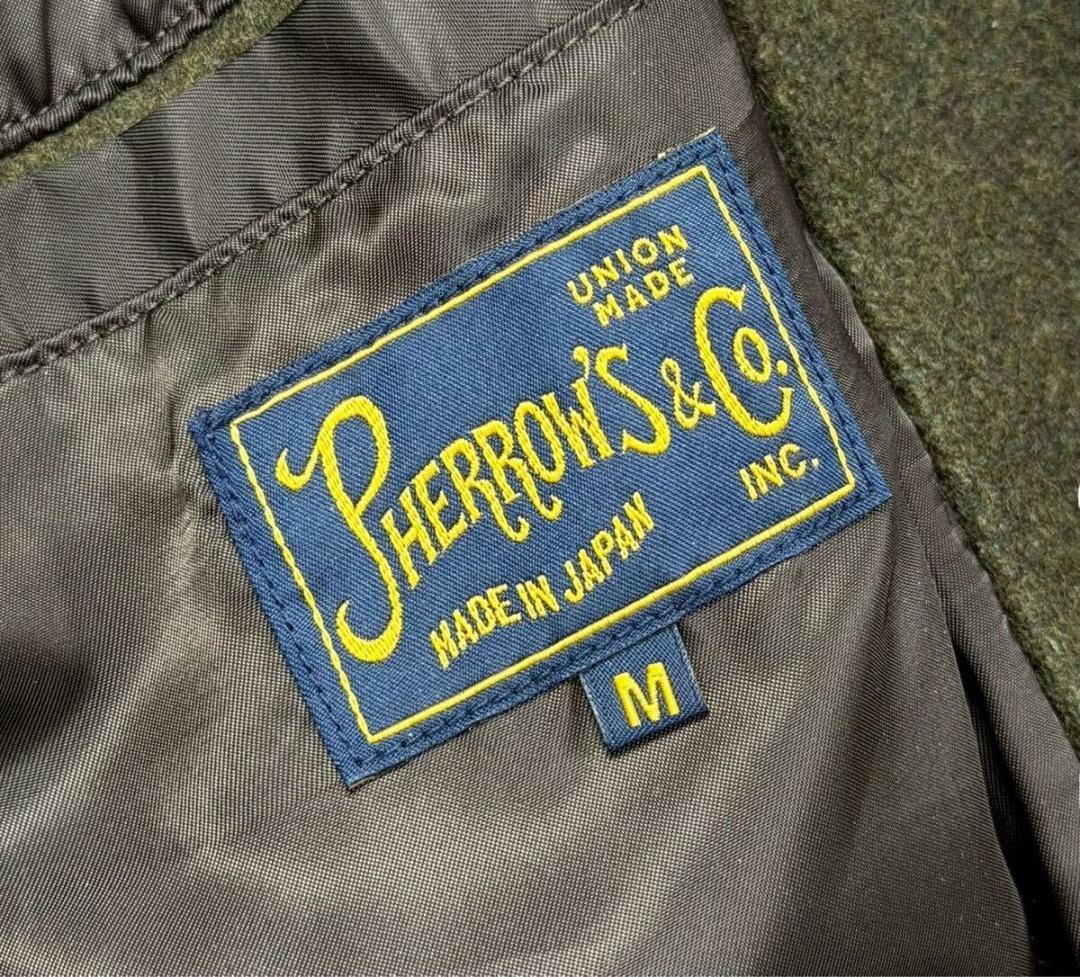 UNION
MADE
PHERROW'S & CO.
INC.
MADE IN JAPAN
M